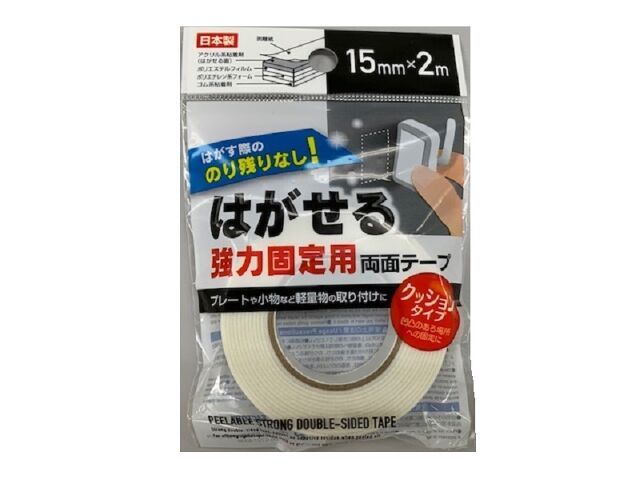 日本製
剥離紙
アクリル系粘着剤
(はがせる面)
ポリエステルフィルム
ポリエチレン系フォーム
ゴム系粘着剤
15mm×2m
はがす際の
のり残りなし!
はがせる
強力固定用 両面テープ
プレートや小物など軽量物の取り付けに
クッション
タイプ
凹凸のある場所
への固定に
PEELABLE STRONG DOUBLE-SIDED TAPE